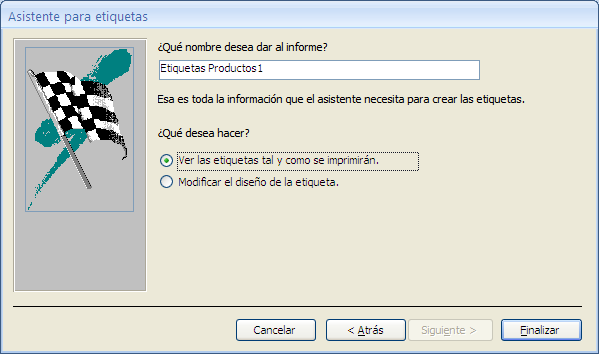 Asistente para etiquetas
¿Qué nombre desea dar al informe?
Etiquetas Productos1
Esa es toda la información que el asistente necesita para crear las etiquetas.
¿Qué desea hacer?
Ver las etiquetas tal y como se imprimirán.
Modificar el diseño de la etiqueta.
Cancelar
< Atrás
Siguiente >
Finalizar